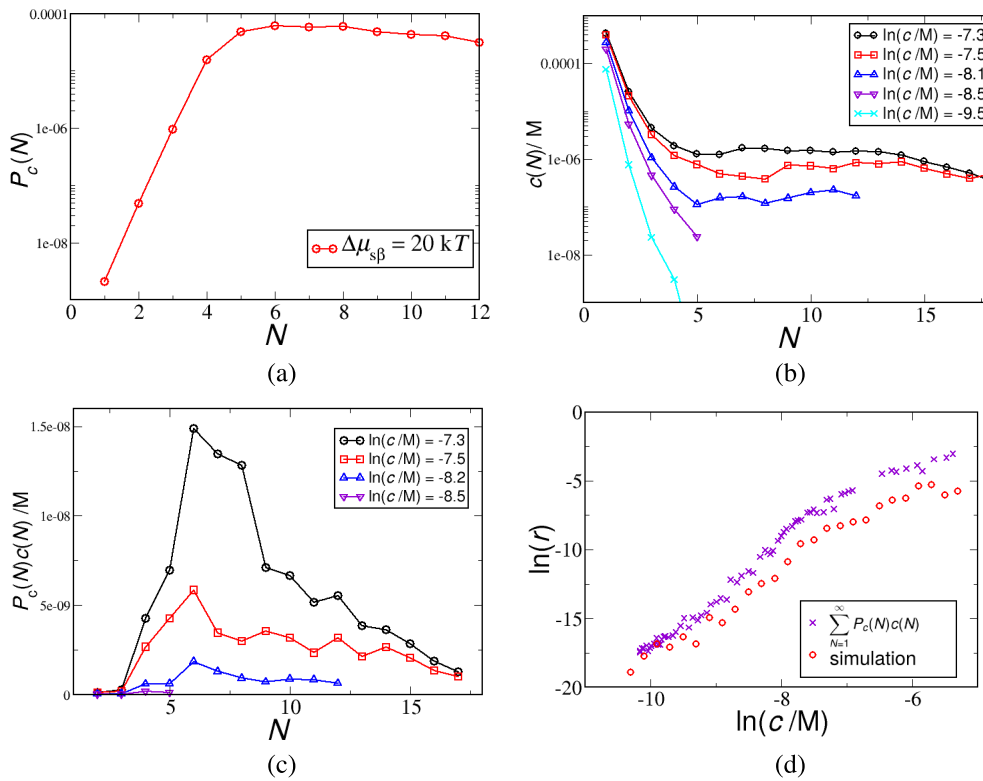 0.0001
1e-06
1e-08
P_c(N)
0 2 4 6 8 10 12
N
Δμ_sβ = 20 kT
(a)
0.0001
1e-06
1e-08
c(N)/ M
0 5 10 15
N
ln(c /M) = -7.3
ln(c /M) = -7.5
ln(c /M) = -8.1
ln(c /M) = -8.5
ln(c /M) = -9.5
(b)
1.5e-08
1e-08
5e-09
0
P_c(N)c(N) /M
5 10 15
N
ln(c /M) = -7.3
ln(c /M) = -7.5
ln(c /M) = -8.2
ln(c /M) = -8.5
(c)
0
-5
-10
-15
-20
ln(r)
-10 -8 -6
ln(c /M)
∞
∑ P_c(N)c(N)
N=1
simulation
(d)